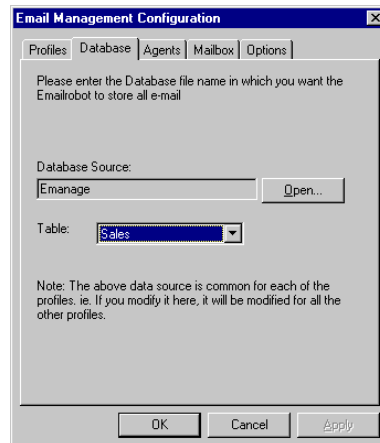 Email Management Configuration
Profiles Database Agents Mailbox Options
Please enter the Database file name in which you want the
Emailrobot to store all e-mail
Database Source:
Emanage Open...
Table: Sales
Note: The above data source is common for each of the
profiles. ie. If you modify it here, it will be modified for all the
other profiles.
OK Cancel Apply